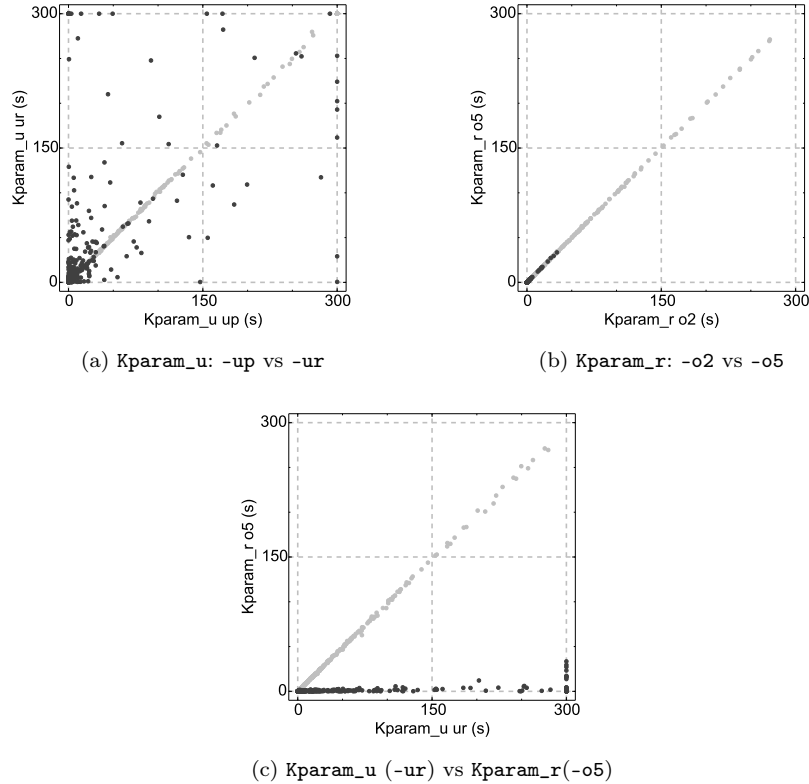 300
150
0
0
150
300
Kparam_u ur (s)
Kparam_u up (s)
(a) Kparam_u: -up vs -ur
300
150
0
0
150
300
Kparam_r o5 (s)
Kparam_r o2 (s)
(b) Kparam_r: -o2 vs -o5
300
150
0
0
150
300
Kparam_r o5 (s)
Kparam_u ur (s)
(c) Kparam_u (-ur) vs Kparam_r(-o5)